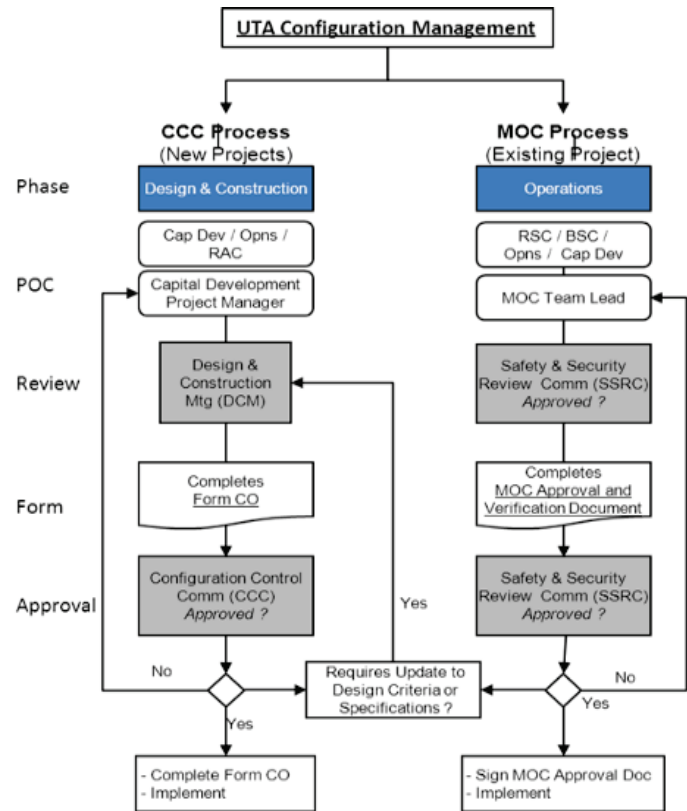 UTA Configuration Management
CCC Process
(New Projects)
MOC Process
(Existing Project)
Phase
Design & Construction
Operations
Cap Dev / Opns /
RAC
RSC / BSC /
Opns / Cap Dev
POC
Capital Development
Project Manager
MOC Team Lead
Review
Design &
Construction
Mtg (DCM)
Safety & Security
Review Comm (SSRC)
Approved ?
Form
Completes
Form CO
Completes
MOC Approval and
Verification Document
Approval
Configuration Control
Comm (CCC)
Approved ?
Yes
Safety & Security
Review Comm (SSRC)
Approved ?
No
Requires Update to
Design Criteria or
Specifications ?
No
Yes
Yes
- Complete Form CO
- Implement
- Sign MOC Approval Doc
- Implement